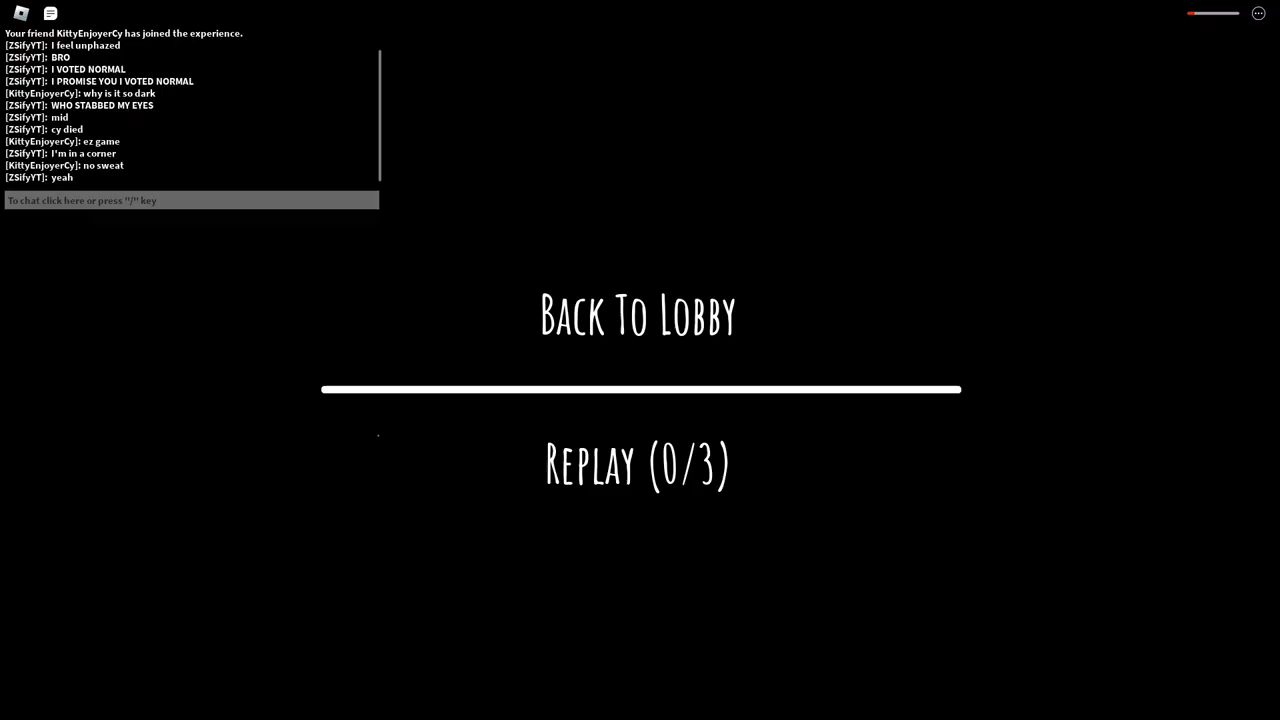 Your friend KittyEnjoyerCy has joined the experience.
[ZSifyYT]: I feel unphazed
[ZSifyYT]: BRO
[ZSifyYT]: I VOTED NORMAL
[ZSifyYT]: I PROMISE YOU I VOTED NORMAL
[KittyEnjoyerCy]: why is it so dark
[ZSifyYT]: WHO STABBED MY EYES
[ZSifyYT]: mid
[ZSifyYT]: cy died
[KittyEnjoyerCy]: ez game
[ZSifyYT]: I'm in a corner
[KittyEnjoyerCy]: no sweat
[ZSifyYT]: yeah
To chat click here or press "/" key
Back To Lobby
Replay (0/3)